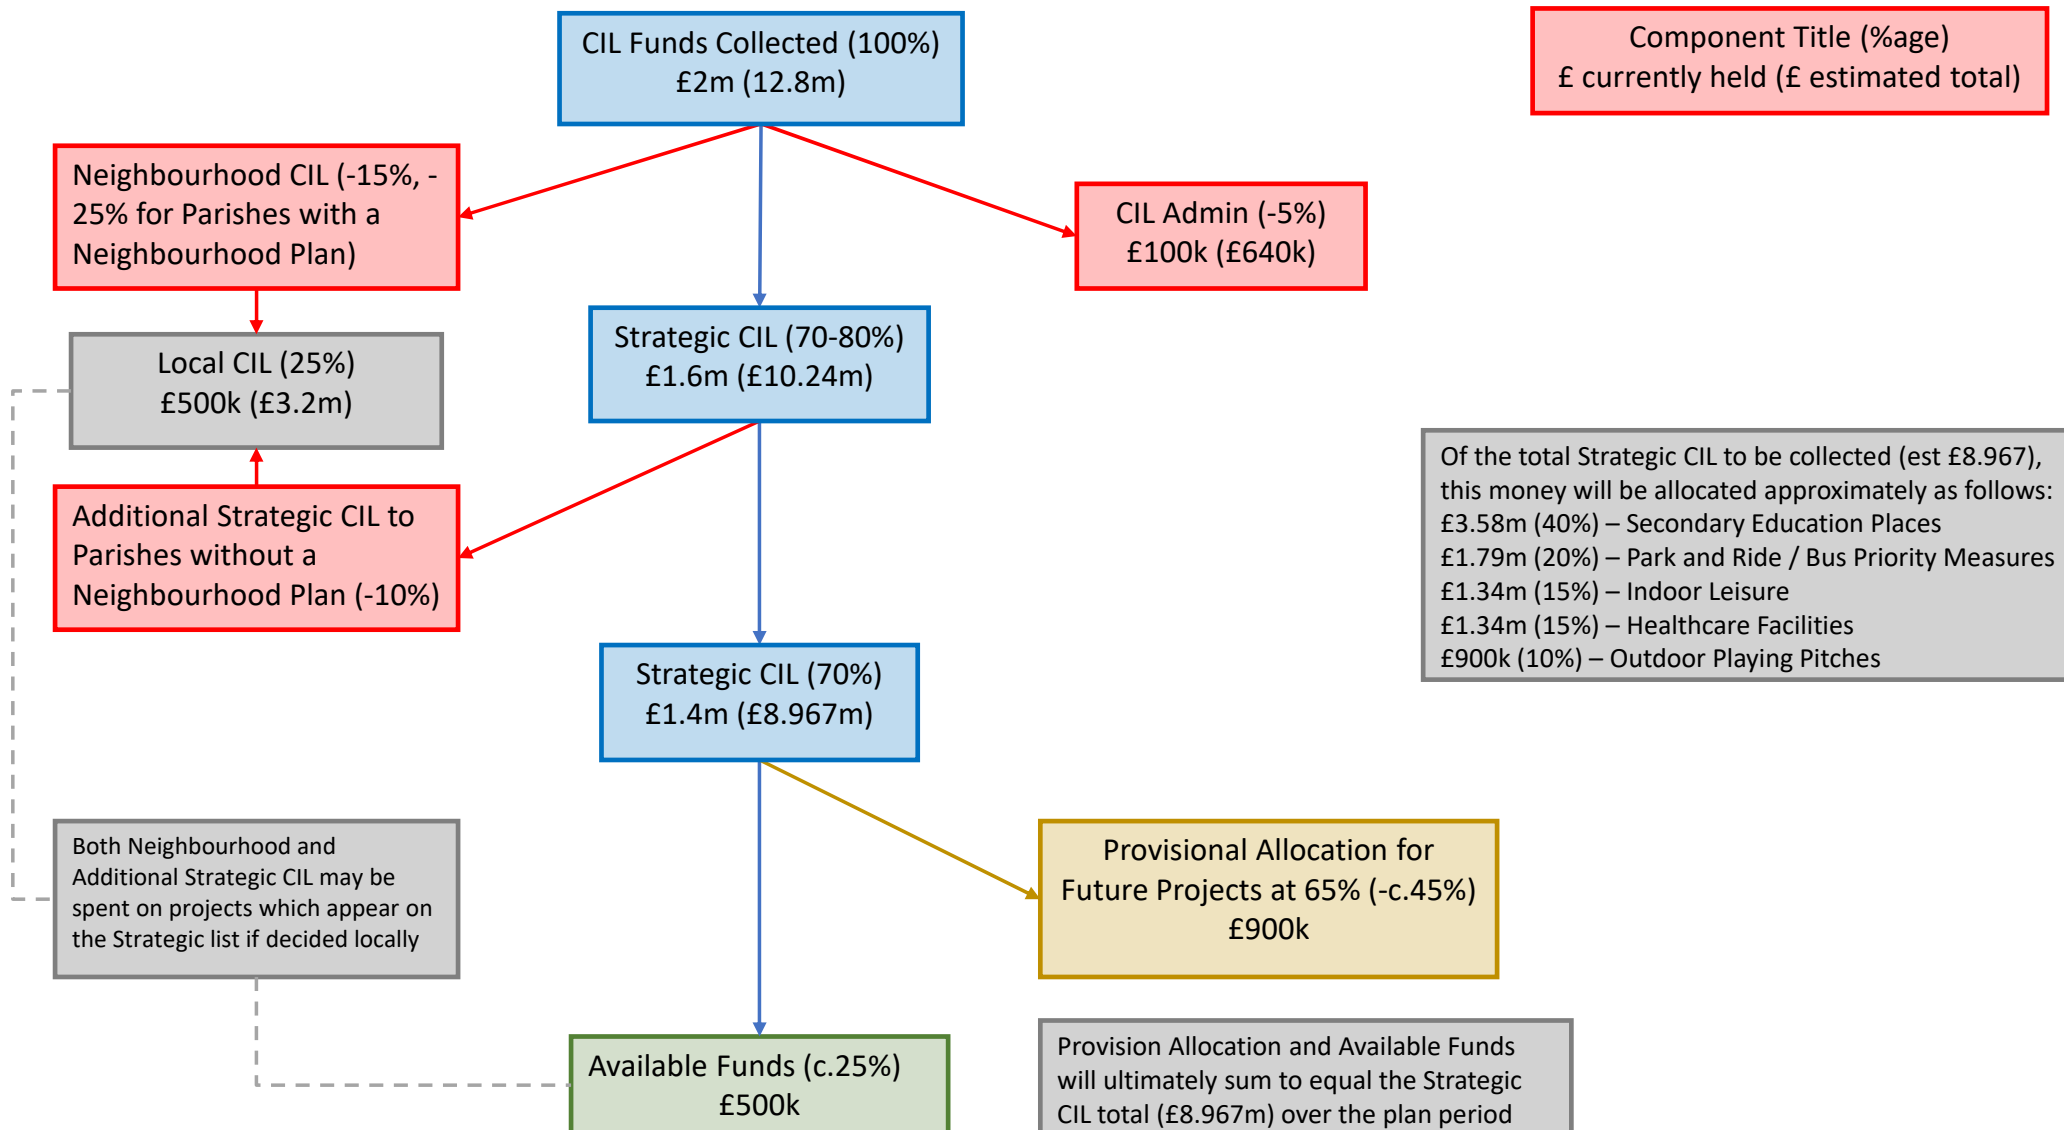 CIL Funds Collected (100%)
£2m (12.8m)
Component Title (%age)
£ currently held (£ estimated total)
Neighbourhood CIL (-15%, -
25% for Parishes with a
Neighbourhood Plan)
CIL Admin (-5%)
£100k (£640k)
Strategic CIL (70-80%)
£1.6m (£10.24m)
Local CIL (25%)
£500k (£3.2m)
Of the total Strategic CIL to be collected (est £8.967),
this money will be allocated approximately as follows:
£3.58m (40%) – Secondary Education Places
£1.79m (20%) – Park and Ride / Bus Priority Measures
£1.34m (15%) – Indoor Leisure
£1.34m (15%) – Healthcare Facilities
£900k (10%) – Outdoor Playing Pitches
Additional Strategic CIL to
Parishes without a
Neighbourhood Plan (-10%)
Strategic CIL (70%)
£1.4m (£8.967m)
Both Neighbourhood and
Additional Strategic CIL may be
spent on projects which appear on
the Strategic list if decided locally
Provisional Allocation for
Future Projects at 65% (-c.45%)
£900k
Available Funds (c.25%)
£500k
Provision Allocation and Available Funds
will ultimately sum to equal the Strategic
CIL total (£8.967m) over the plan period